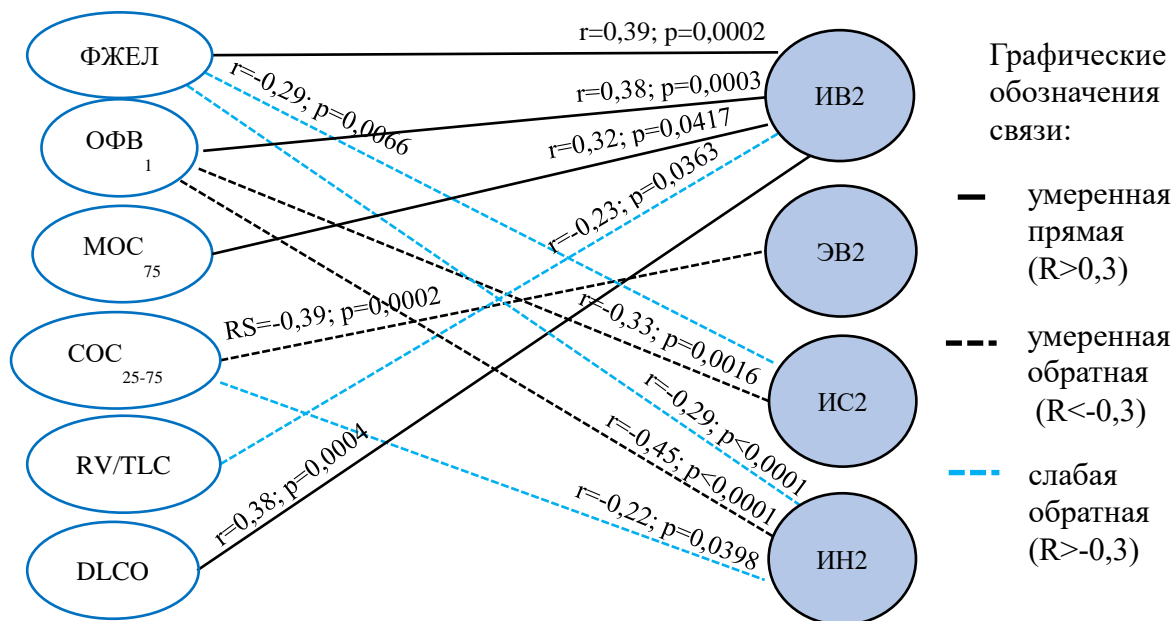 ФЖЕЛ
ОФВ
1
МОС
75
СОС
25-75
RV/TLC
DLCO
r=0,39; p=0,0002
r=-0,29; p=0,0066
r=0,38; p=0,0003
r=0,32; p=0,0417
r=-0,23; p=0,0363
RS=-0,39; p=0,0002
r=-0,33; p=0,0016
r=-0,29; p<0,0001
r=-0,45; p<0,0001
r=-0,22; p=0,0398
r=0,38; p=0,0004
ИВ2
ЭВ2
ИС2
ИН2
Графические
обозначения
связи:
умеренная
прямая
(R>0,3)
умеренная
обратная
(R<-0,3)
слабая
обратная
(R>-0,3)